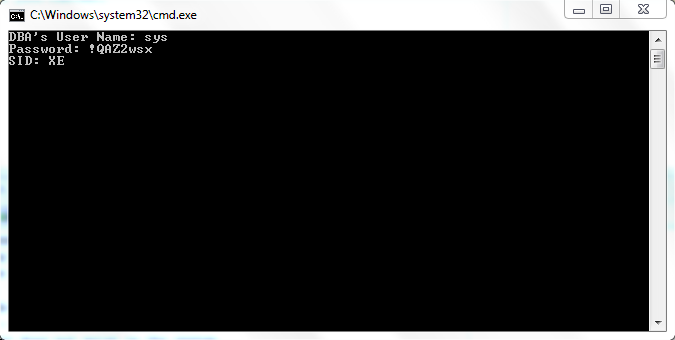 C:\Windows\system32\cmd.exe
DBA's User Name: sys
Password: !QAZ2wsx
SID: XE